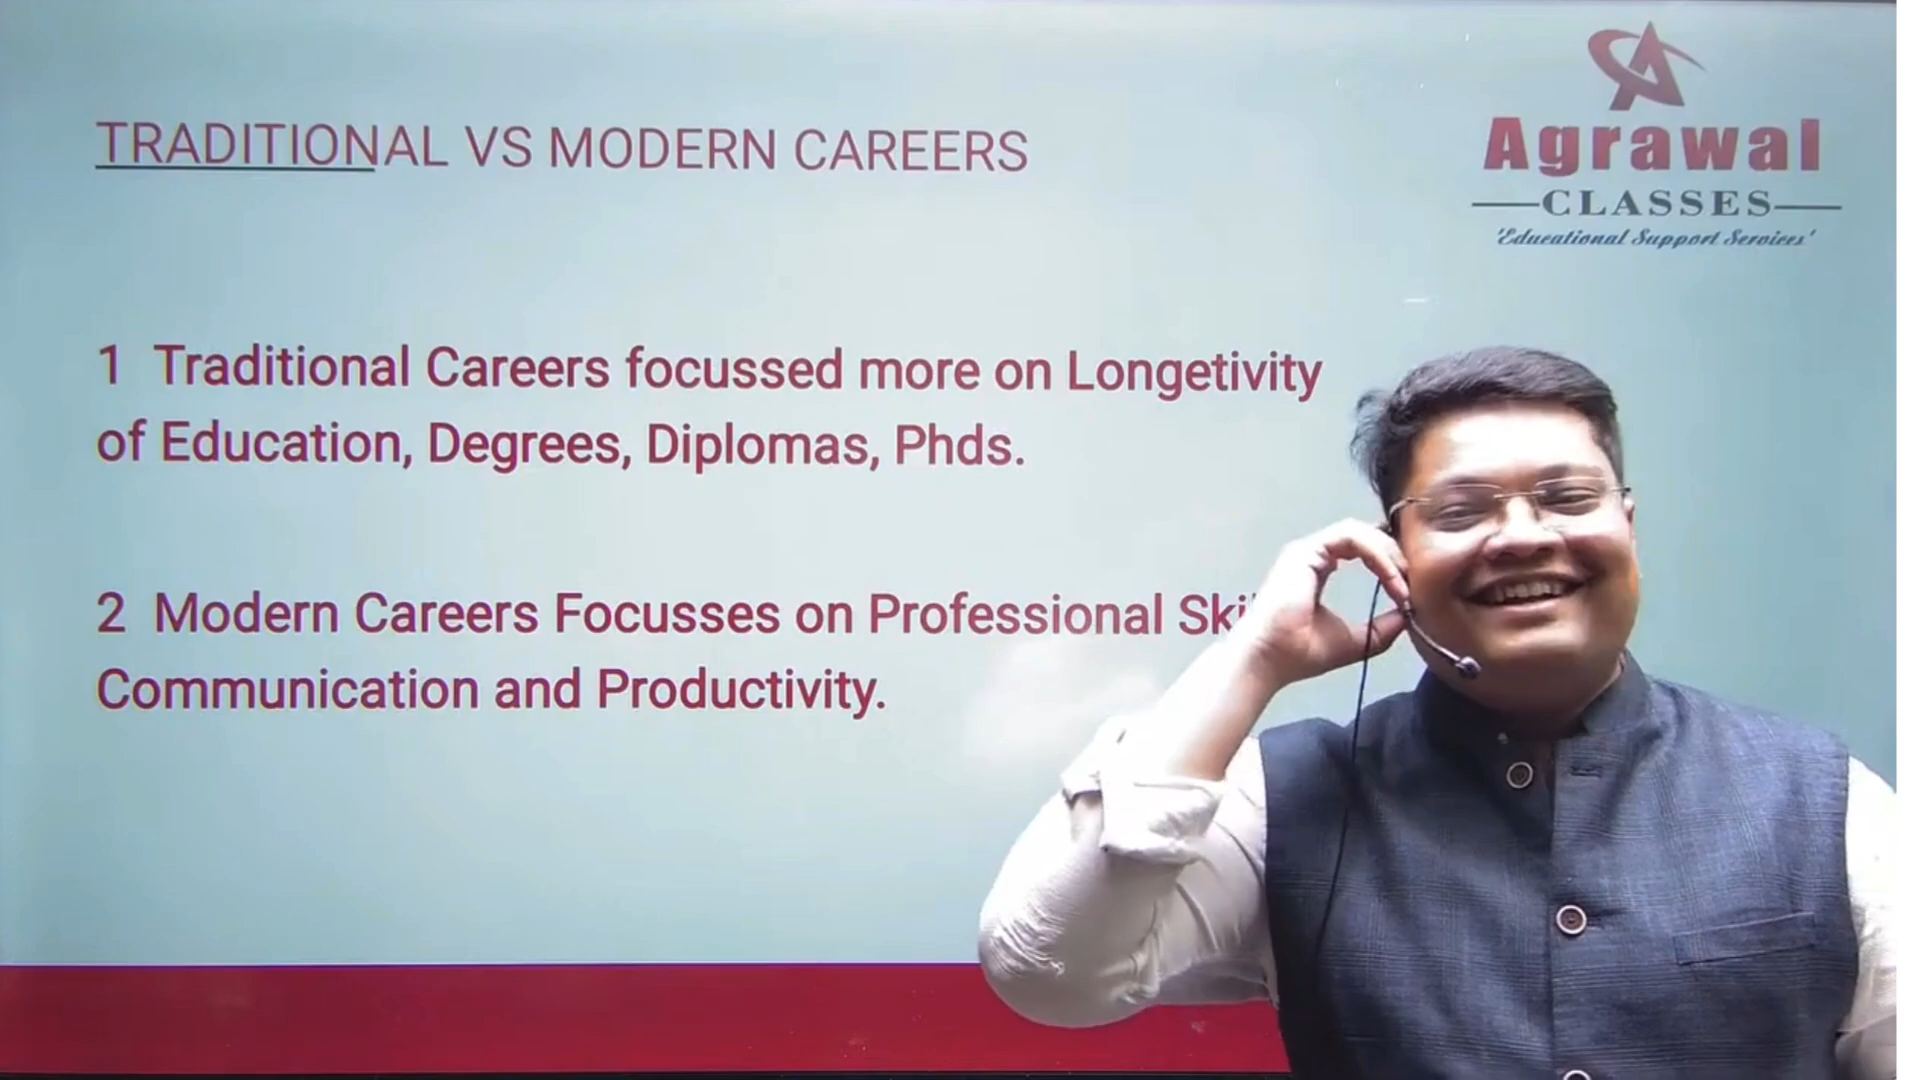 TRADITIONAL VS MODERN CAREERS
Agrawal
CLASSES
'Educational Support Services'
1 Traditional Careers focussed more on Longetivity
of Education, Degrees, Diplomas, Phds.
2 Modern Careers Focusses on Professional
Communication and Productivity.